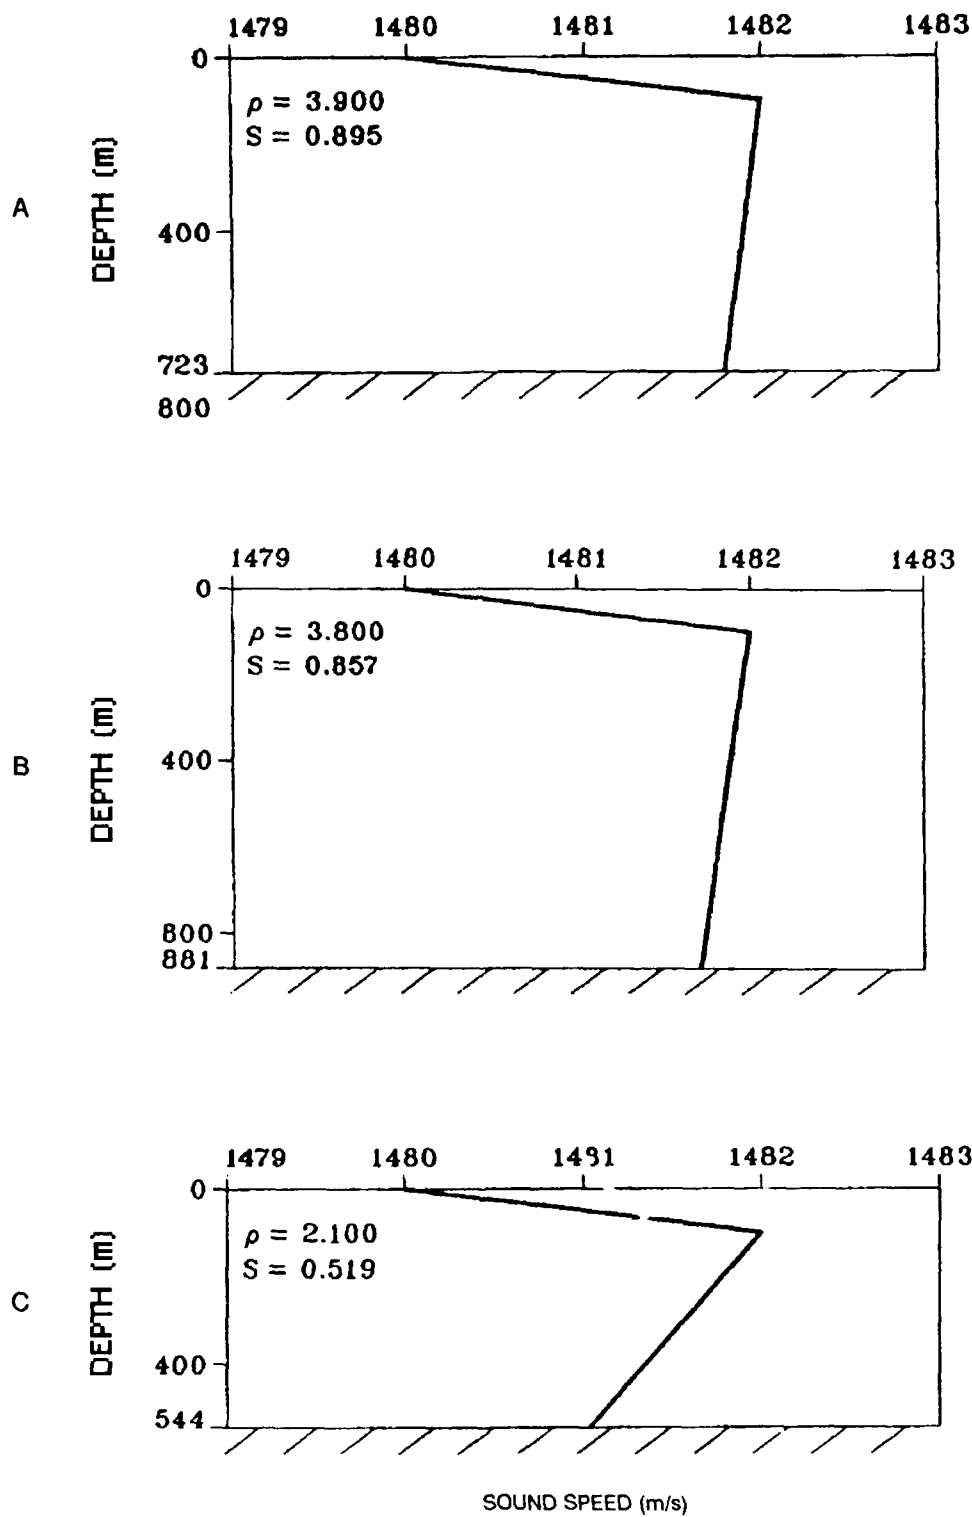 1479 1480 1481 1482 1483
0
ρ = 3.900
S = 0.895
A
DEPTH (m)
400
723
800
1479 1480 1481 1482 1483
0
ρ = 3.800
S = 0.857
B
DEPTH (m)
400
800
881
1479 1480 1481 1482 1483
0
ρ = 2.100
S = 0.519
C
DEPTH (m)
400
544
SOUND SPEED (m/s)